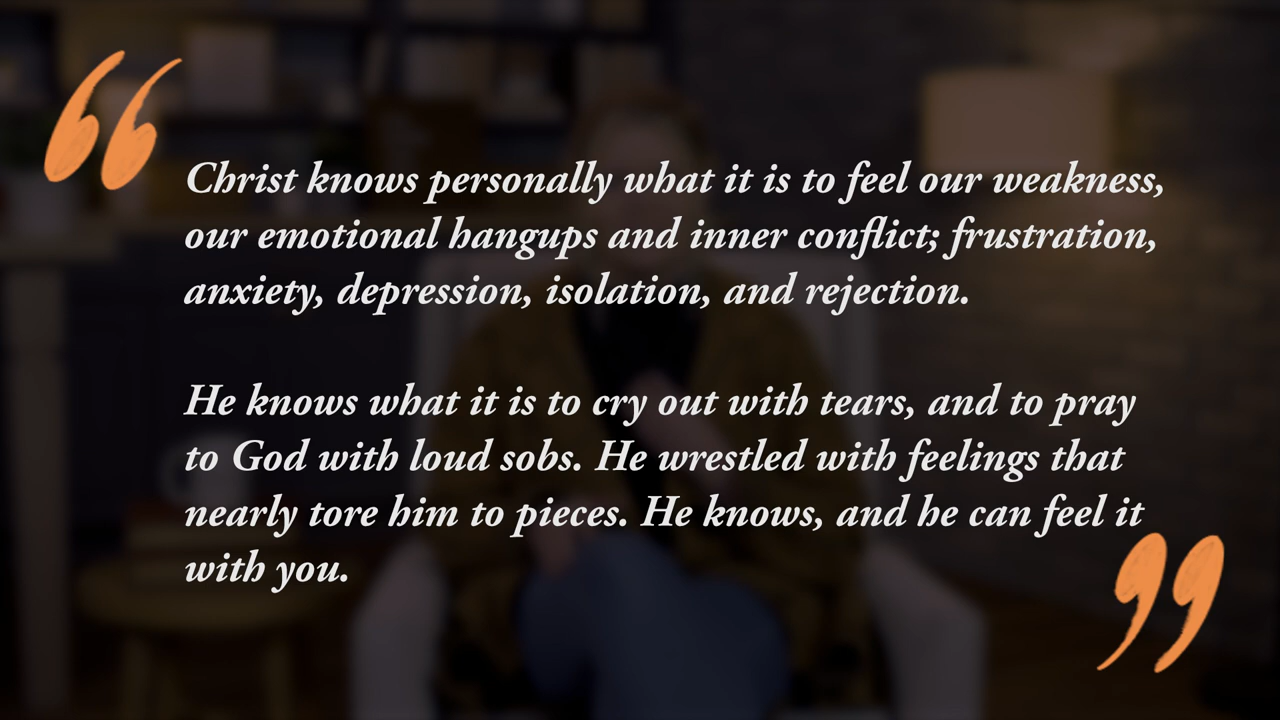 “
Christ knows personally what it is to feel our weakness,
our emotional hangups and inner conflict; frustration,
anxiety, depression, isolation, and rejection.
He knows what it is to cry out with tears, and to pray
to God with loud sobs. He wrestled with feelings that
nearly tore him to pieces. He knows, and he can feel it
with you.
”